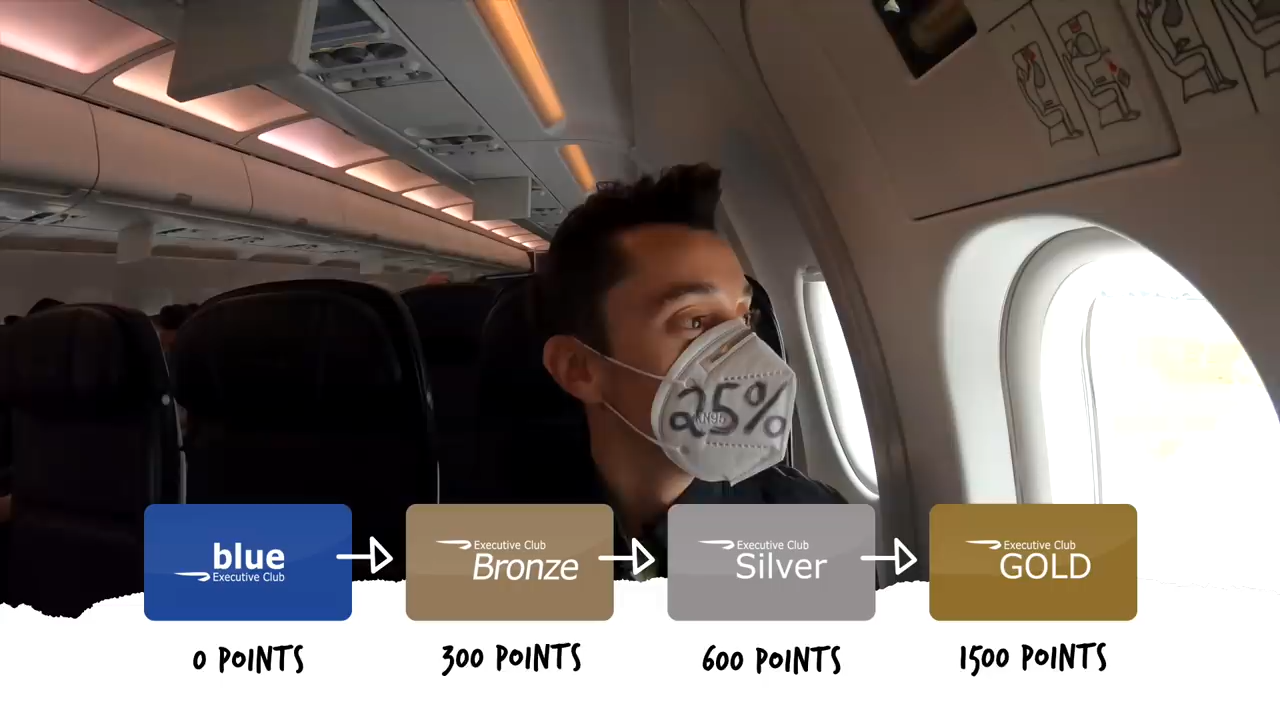 25%
KN95
blue
Executive Club
Executive Club
Bronze
Executive Club
Silver
Executive Club
GOLD
0 POINTS
300 POINTS
600 POINTS
1500 POINTS